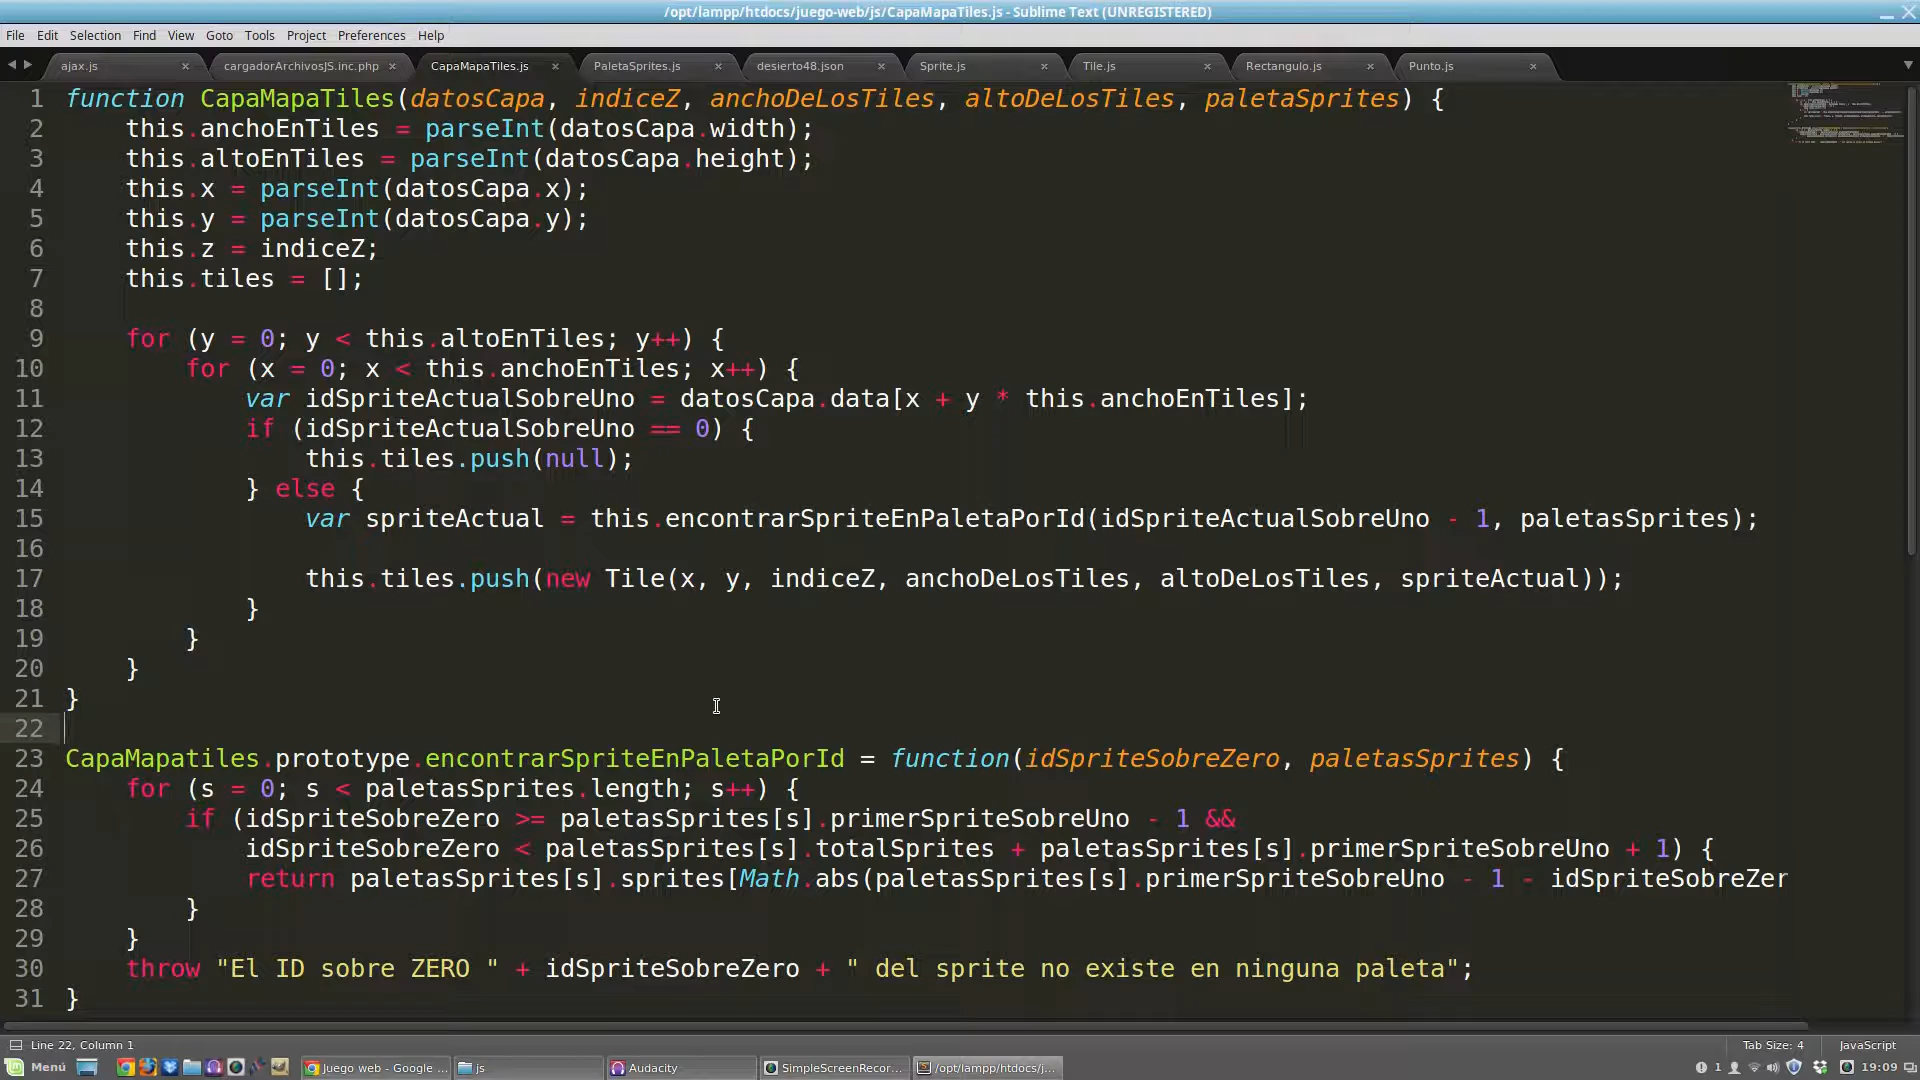 /opt/lampp/htdocs/juego-web/js/CapaMapaTiles.js - Sublime Text (UNREGISTERED)
File Edit Selection Find View Goto Tools Project Preferences Help
ajax.js cargadorArchivosJS.inc.php CapaMapaTiles.js PaletaSprites.js desierto48.json Sprite.js Tile.js Rectangulo.js Punto.js
1 function CapaMapaTiles(datosCapa, indiceZ, anchoDeLosTiles, altoDeLosTiles, paletaSprites) {
2 this.anchoEnTiles = parseInt(datosCapa.width);
3 this.altoEnTiles = parseInt(datosCapa.height);
4 this.x = parseInt(datosCapa.x);
5 this.y = parseInt(datosCapa.y);
6 this.z = indiceZ;
7 this.tiles = [];
8
9 for (y = 0; y < this.altoEnTiles; y++) {
10 for (x = 0; x < this.anchoEnTiles; x++) {
11 var idSpriteActualSobreUno = datosCapa.data[x + y * this.anchoEnTiles];
12 if (idSpriteActualSobreUno == 0) {
13 this.tiles.push(null);
14 } else {
15 var spriteActual = this.encontrarSpriteEnPaletaPorId(idSpriteActualSobreUno - 1, paletasSprites);
16
17 this.tiles.push(new Tile(x, y, indiceZ, anchoDeLosTiles, altoDeLosTiles, spriteActual));
18 }
19 }
20 }
21 }
22
23 CapaMapatiles.prototype.encontrarSpriteEnPaletaPorId = function(idSpriteSobreZero, paletasSprites) {
24 for (s = 0; s < paletasSprites.length; s++) {
25 if (idSpriteSobreZero >= paletasSprites[s].primerSpriteSobreUno - 1 &&
26 idSpriteSobreZero < paletasSprites[s].totalSprites + paletasSprites[s].primerSpriteSobreUno + 1) {
27 return paletasSprites[s].sprites[Math.abs(paletasSprites[s].primerSpriteSobreUno - 1 - idSpriteSobreZer
28 }
29 }
30 throw "El ID sobre ZERO " + idSpriteSobreZero + " del sprite no existe en ninguna paleta";
31 }
Line 22, Column 1 Tab Size: 4 JavaScript
Menú Juego web - Google ... js Audacity SimpleScreenRecor... /opt/lampp/htdocs/j... 1 19:09